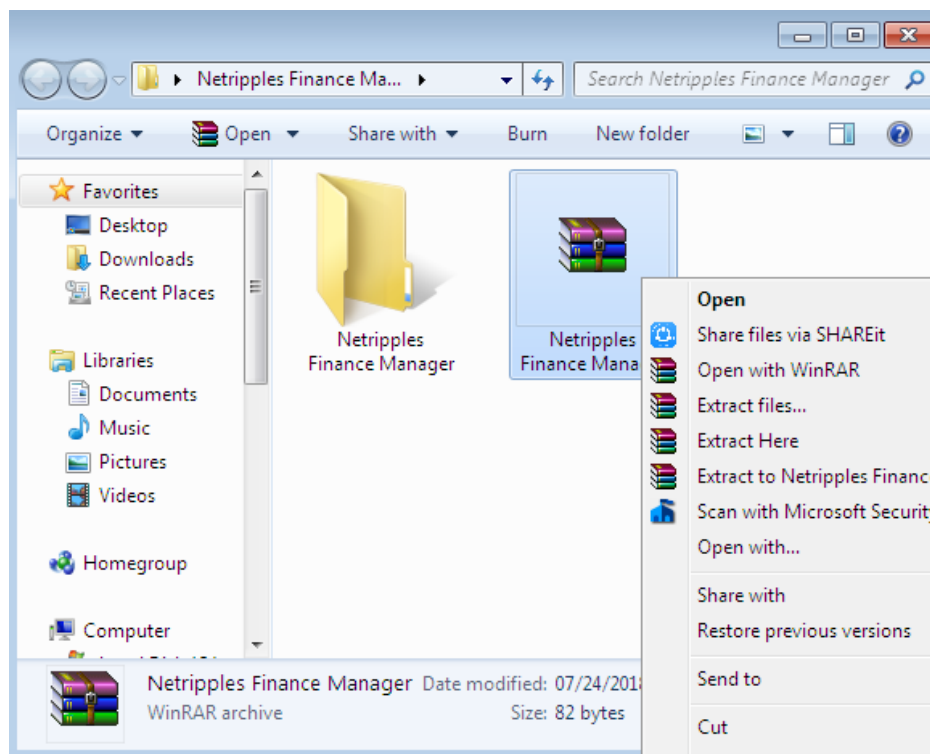 Netripples Finance Ma...
Search Netripples Finance Manager
Organize Open Share with Burn New folder
Favorites
Desktop
Downloads
Recent Places
Libraries
Documents
Music
Pictures
Videos
Homegroup
Computer
Netripples
Finance Manager
Netripples
Finance Mana
Open
Share files via SHAREit
Open with WinRAR
Extract files...
Extract Here
Extract to Netripples Financ
Scan with Microsoft Security
Open with...
Share with
Restore previous versions
Send to
Cut
Netripples Finance Manager Date modified: 07/24/201
WinRAR archive Size: 82 bytes